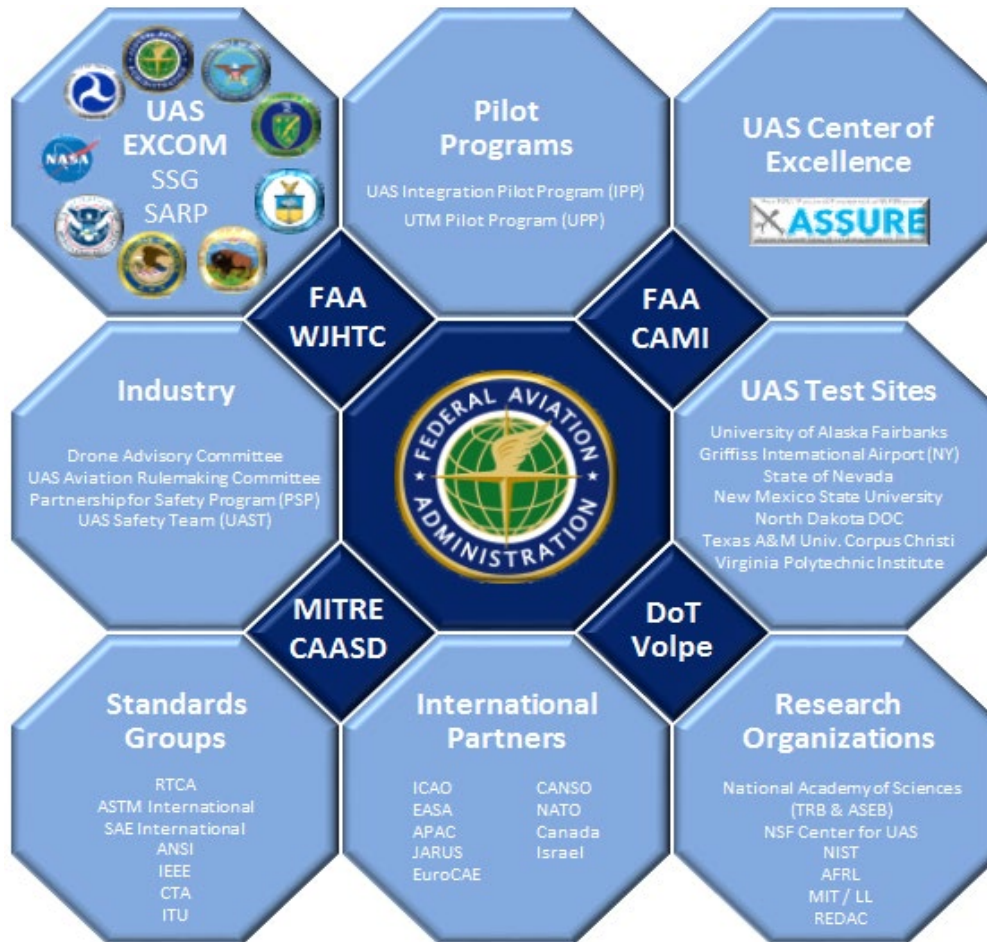 UAS
EXCOM
SSG
SARP
NASA
Pilot
Programs
UAS Integration Pilot Program (IPP)
UTM Pilot Program (UPP)
UAS Center of
Excellence
ASSURE
FAA
WJHTC
FAA
CAMI
Industry
Drone Advisory Committee
UAS Aviation Rulemaking Committee
Partnership for Safety Program (PSP)
UAS Safety Team (UAST)
FEDERAL AVIATION
ADMINISTRATION
UAS Test Sites
University of Alaska Fairbanks
Griffiss International Airport (NY)
State of Nevada
New Mexico State University
North Dakota DOC
Texas A&M Univ. Corpus Christi
Virginia Polytechnic Institute
MITRE
CAASD
DoT
Volpe
Standards
Groups
RTCA
ASTM International
SAE International
ANSI
IEEE
CTA
ITU
International
Partners
ICAO
EASA
APAC
JARUS
EuroCAE
CANSO
NATO
Canada
Israel
Research
Organizations
National Academy of Sciences
(TRB & ASEB)
NSF Center for UAS
NIST
AFRL
MIT / LL
REDAC